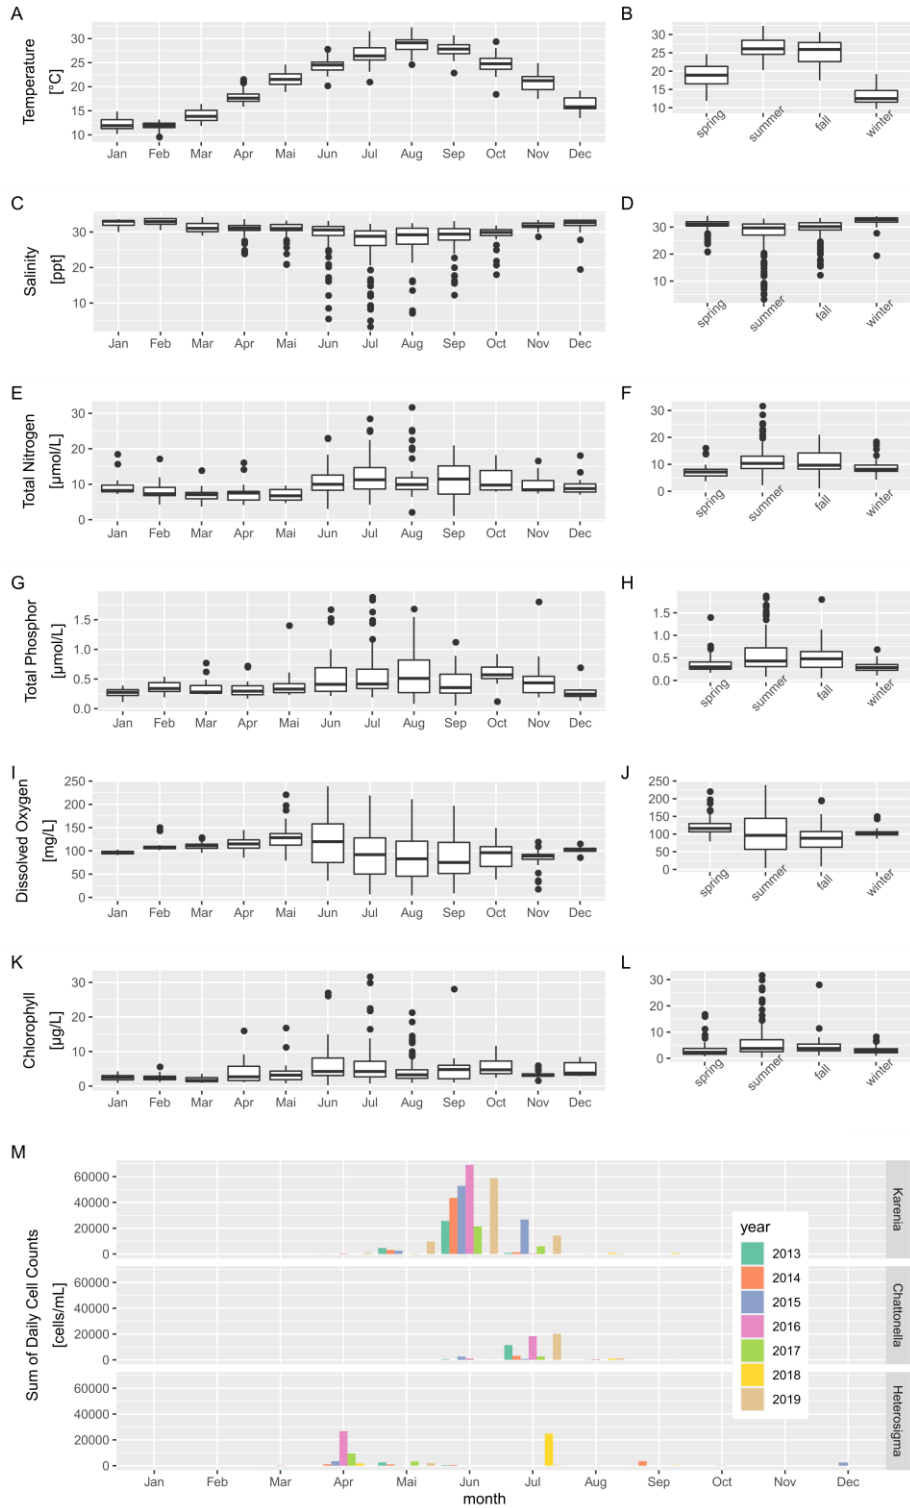 A
B
Temperature
[°C]
30
25
20
15
10
Jan Feb Mar Apr Mai Jun Jul Aug Sep Oct Nov Dec
30
25
20
15
10
spring summer fall winter
C
D
Salinity
[ppt]
30
20
10
Jan Feb Mar Apr Mai Jun Jul Aug Sep Oct Nov Dec
30
20
10
spring summer fall winter
E
F
Total Nitrogen
[µmol/L]
30
20
10
0
Jan Feb Mar Apr Mai Jun Jul Aug Sep Oct Nov Dec
30
20
10
0
spring summer fall winter
G
H
Total Phosphor
[µmol/L]
1.5
1.0
0.5
0.0
Jan Feb Mar Apr Mai Jun Jul Aug Sep Oct Nov Dec
1.5
1.0
0.5
0.0
spring summer fall winter
I
J
Dissolved Oxygen
[mg/L]
250
200
150
100
50
0
Jan Feb Mar Apr Mai Jun Jul Aug Sep Oct Nov Dec
250
200
150
100
50
0
spring summer fall winter
K
L
Chlorophyll
[µg/L]
30
20
10
0
Jan Feb Mar Apr Mai Jun Jul Aug Sep Oct Nov Dec
30
20
10
0
spring summer fall winter
M
Sum of Daily Cell Counts
[cells/mL]
60000
40000
20000
0
Karenia
60000
40000
20000
0
Chattonella
60000
40000
20000
0
Heterosigma
year
2013
2014
2015
2016
2017
2018
2019
Jan Feb Mar Apr Mai Jun Jul Aug Sep Oct Nov Dec
month